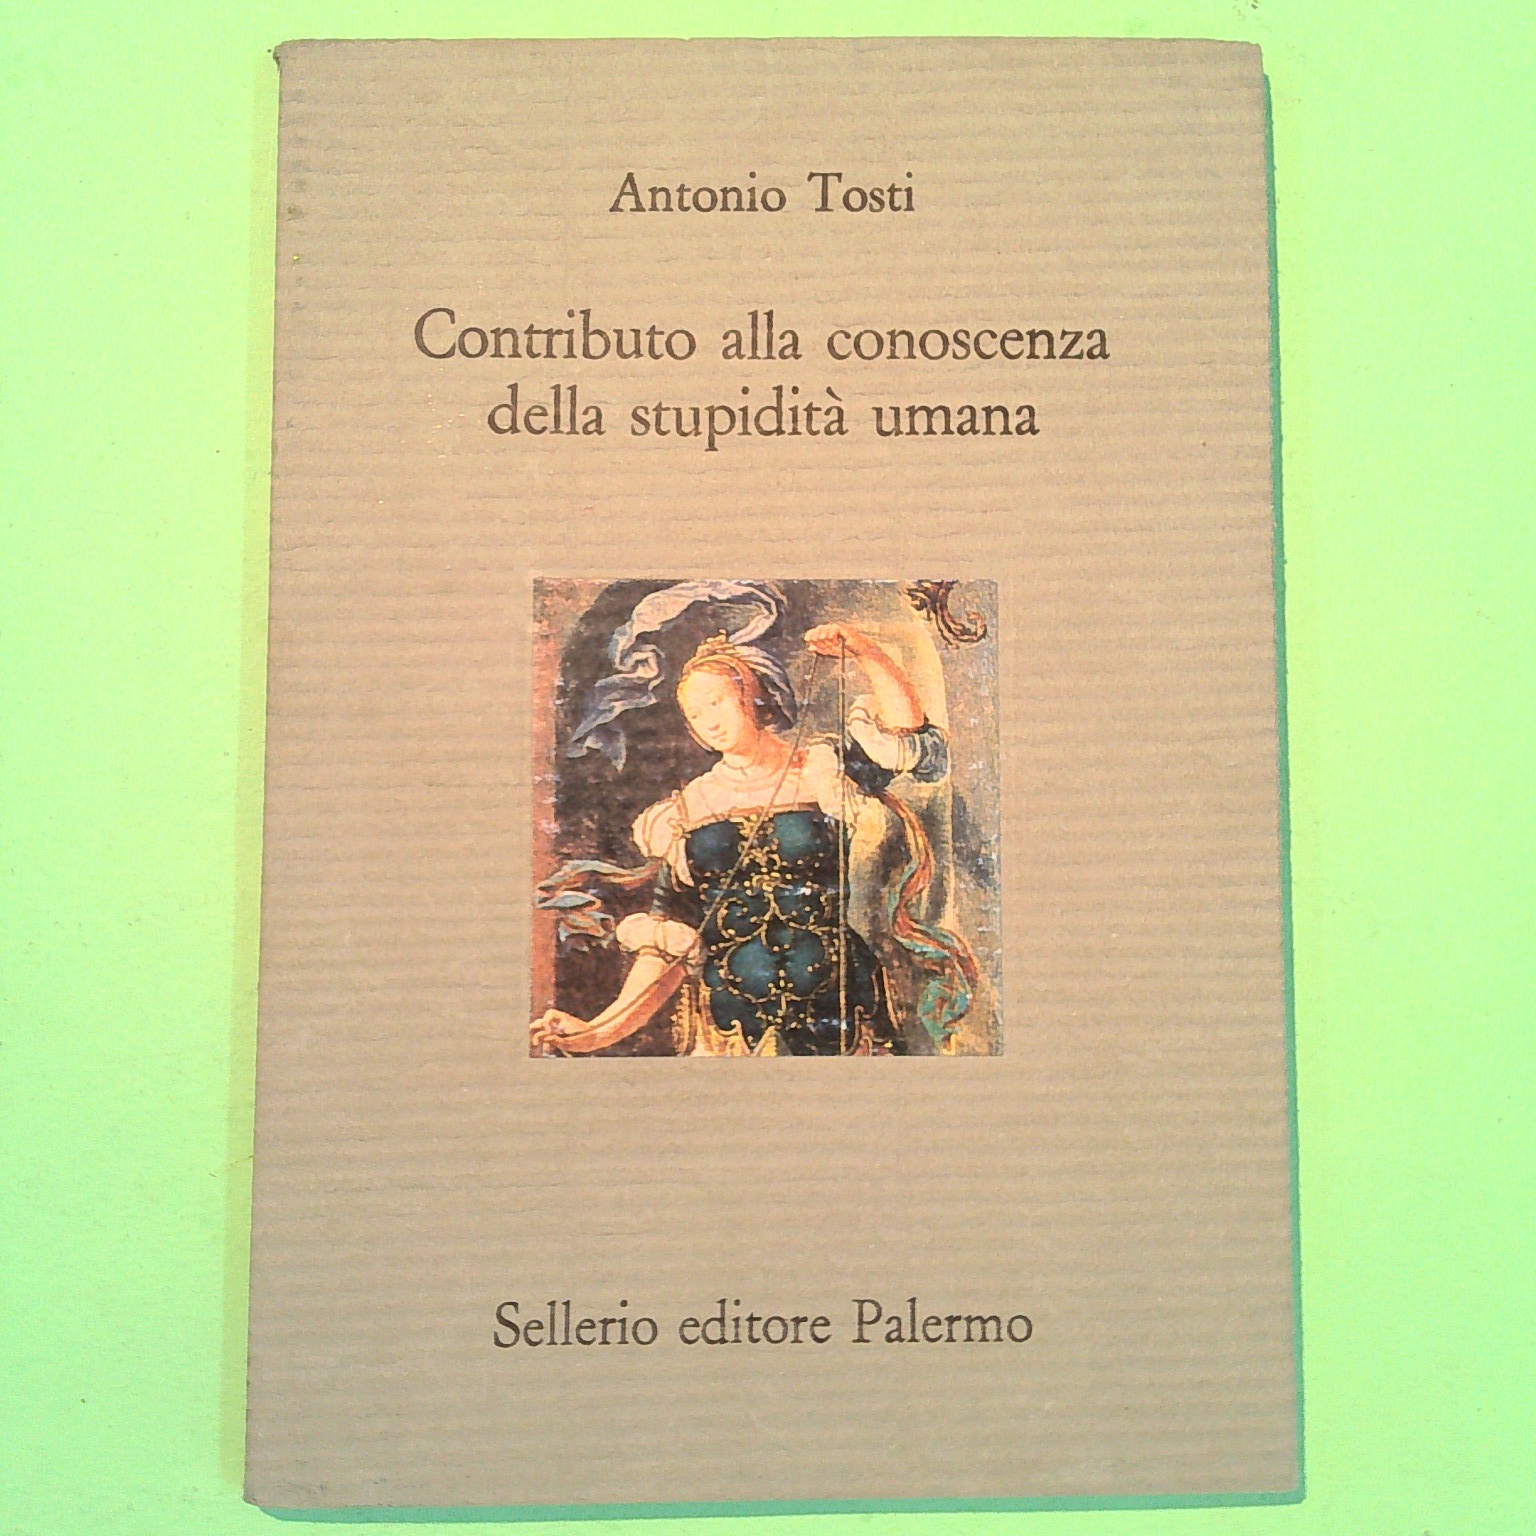 Antonio Tosti
Contributo alla conoscenza
della stupidità umana
Sellerio editore Palermo